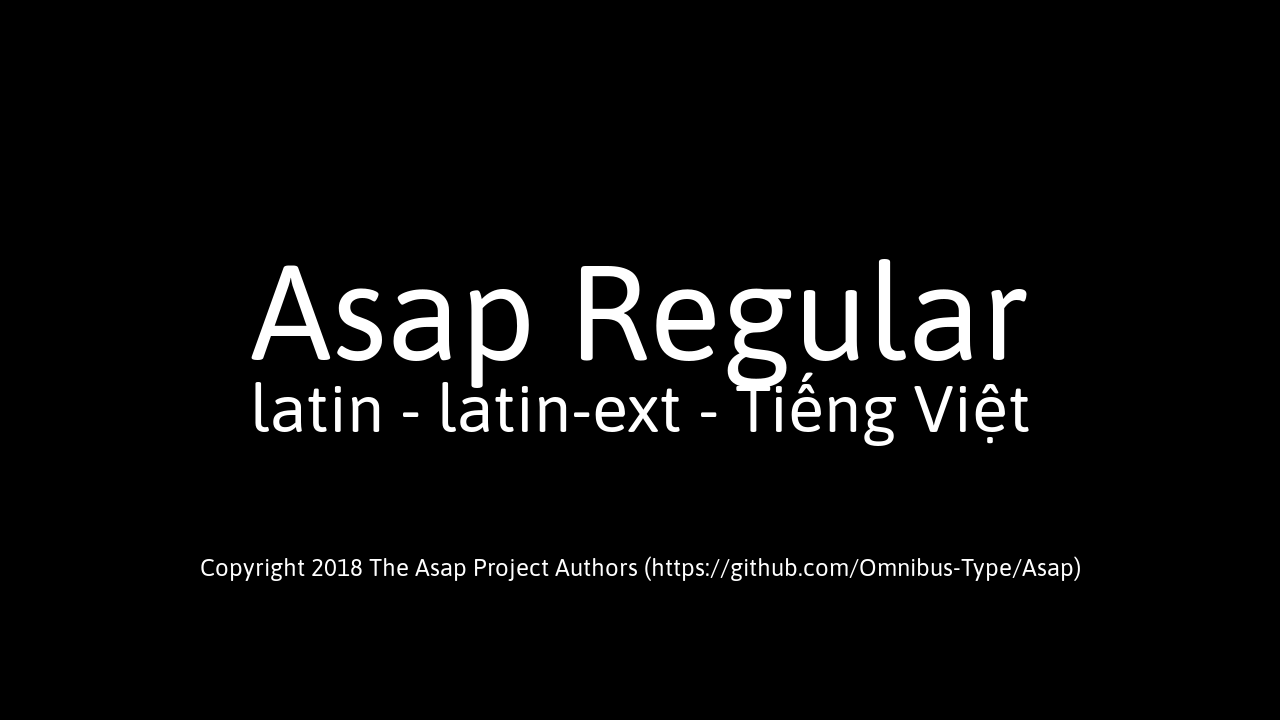 Asap Regular
latin - latin-ext - Tiếng Việt
Copyright 2018 The Asap Project Authors (https://github.com/Omnibus-Type/Asap)